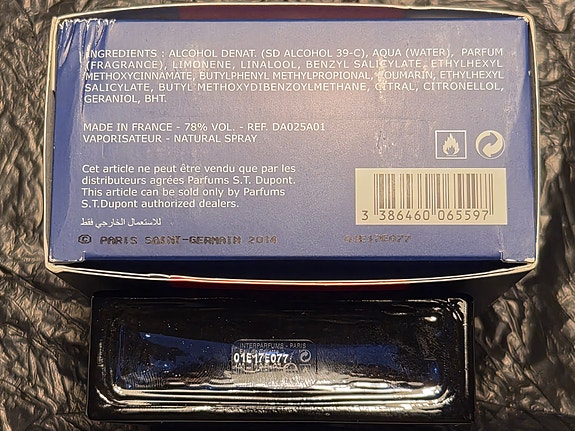 INGREDIENTS : ALCOHOL DENAT. (SD ALCOHOL 39-C), AQUA (WATER), PARFUM
(FRAGRANCE), LIMONENE, LINALOOL, BENZYL SALICYLATE, ETHYLHEXYL
METHOXYCINNAMATE, BUTYLPHENYL METHYLPROPIONAL, COUMARIN, ETHYLHEXYL
SALICYLATE, BUTYL METHOXYDIBENZOYLMETHANE, CITRAL, CITRONELLOL,
GERANIOL, BHT.
MADE IN FRANCE - 78% VOL. - REF. DA025A01
VAPORISATEUR - NATURAL SPRAY
Cet article ne peut être vendu que par les
distributeurs agréées Parfums S.T. Dupont.
This article can be sold only by Parfums
S.T.Dupont authorized dealers.
للاستعمال الخارجي فقط
3 386460 065597
© PARIS SAINT-GERMAIN 2014
01E17E077
INTERPARFUMS - PARIS
01E17E077